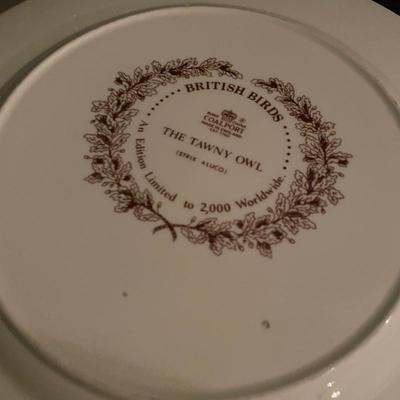 BRITISH BIRDS
COALPORT
THE TAWNY OWL
(STRIX ALUCO)
An Edition Limited to 2,000 Worldwide.